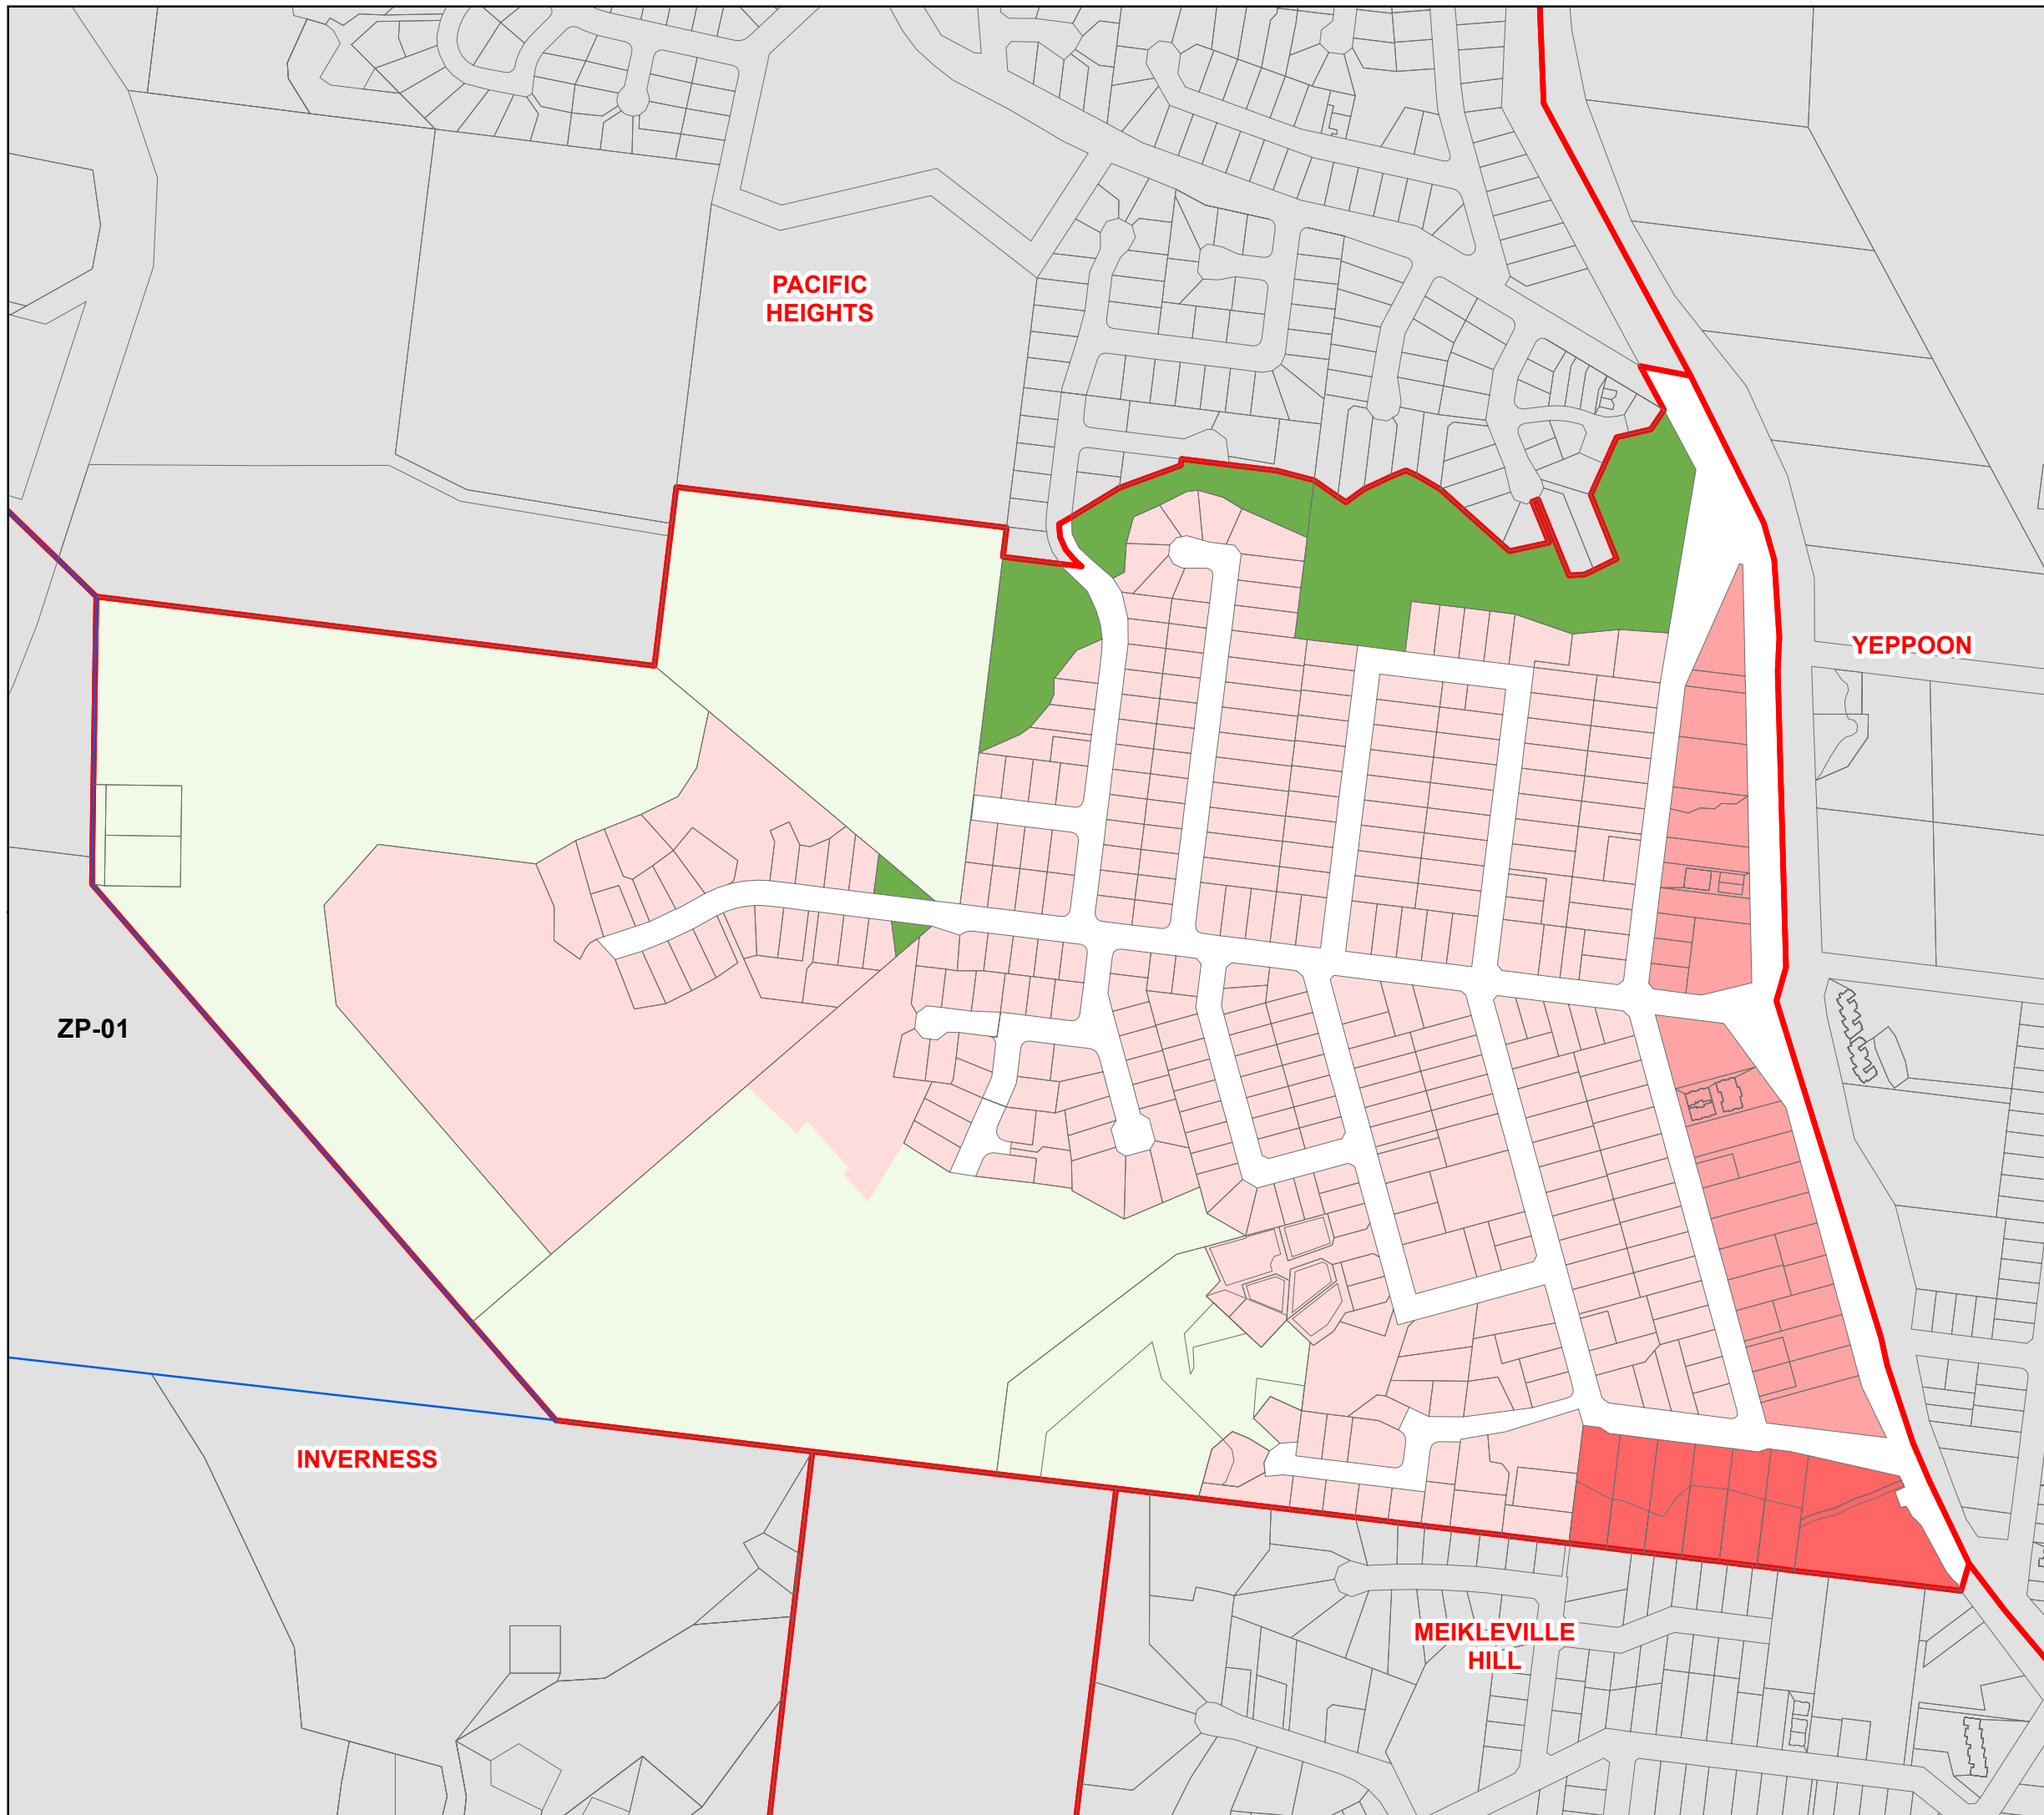 PACIFIC
HEIGHTS
YEPPOON
ZP-01
INVERNESS
MEIKLEVILLE
HILL